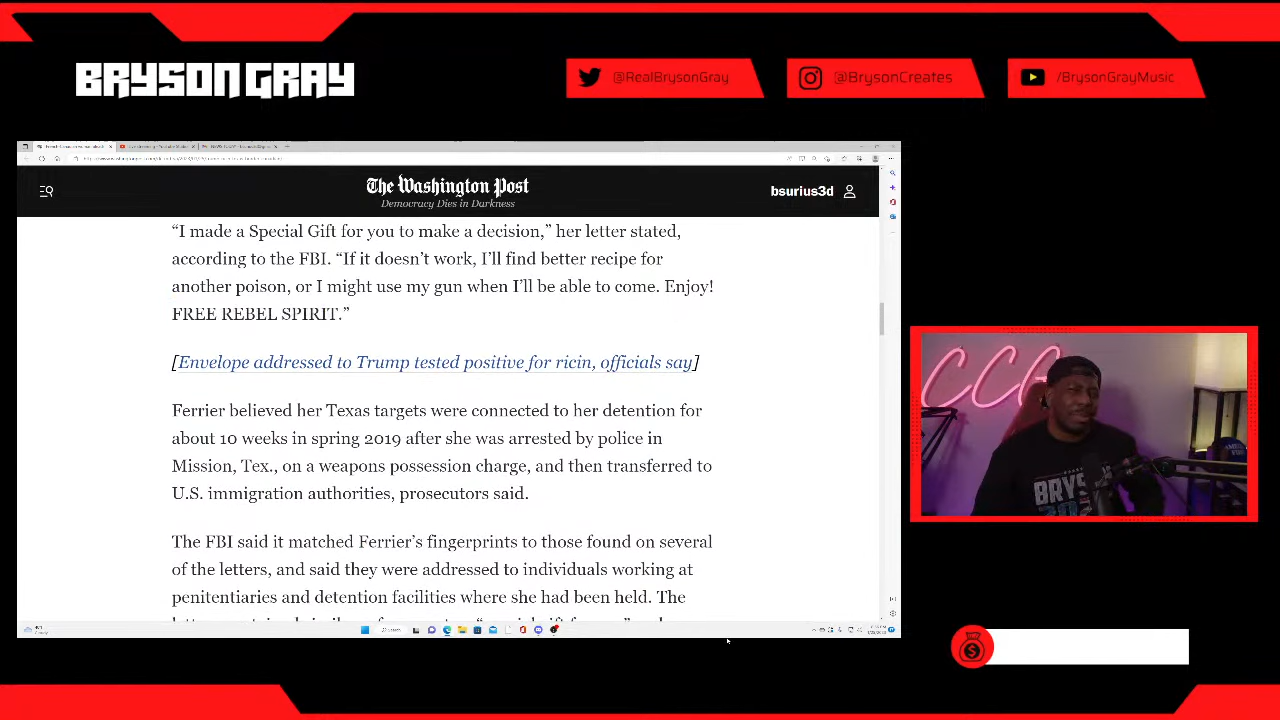 BRYSON GRAY
@RealBrysonGray
@BrysonCreates
/BrysonGrayMusic
The Washington Post
Democracy Dies in Darkness
bsurius3d
“I made a Special Gift for you to make a decision,” her letter stated,
according to the FBI. “If it doesn’t work, I’ll find better recipe for
another poison, or I might use my gun when I’ll be able to come. Enjoy!
FREE REBEL SPIRIT.”
[Envelope addressed to Trump tested positive for ricin, officials say]
Ferrier believed her Texas targets were connected to her detention for
about 10 weeks in spring 2019 after she was arrested by police in
Mission, Tex., on a weapons possession charge, and then transferred to
U.S. immigration authorities, prosecutors said.
The FBI said it matched Ferrier’s fingerprints to those found on several
of the letters, and said they were addressed to individuals working at
penitentiaries and detention facilities where she had been held. The
CCG
BRYS